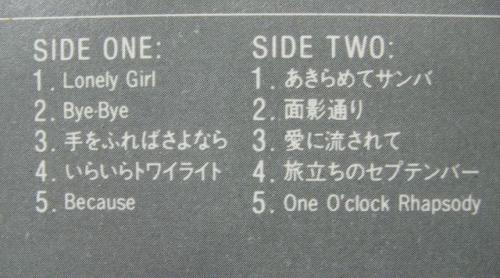 SIDE ONE:
1. Lonely Girl
2. Bye-Bye
3. 手をふればさよなら
4. いらいらトワイライト
5. Because
SIDE TWO:
1. あきらめてサンバ
2. 面影通り
3. 愛に流されて
4. 旅立ちのセプテンバー
5. One O'clock Rhapsody